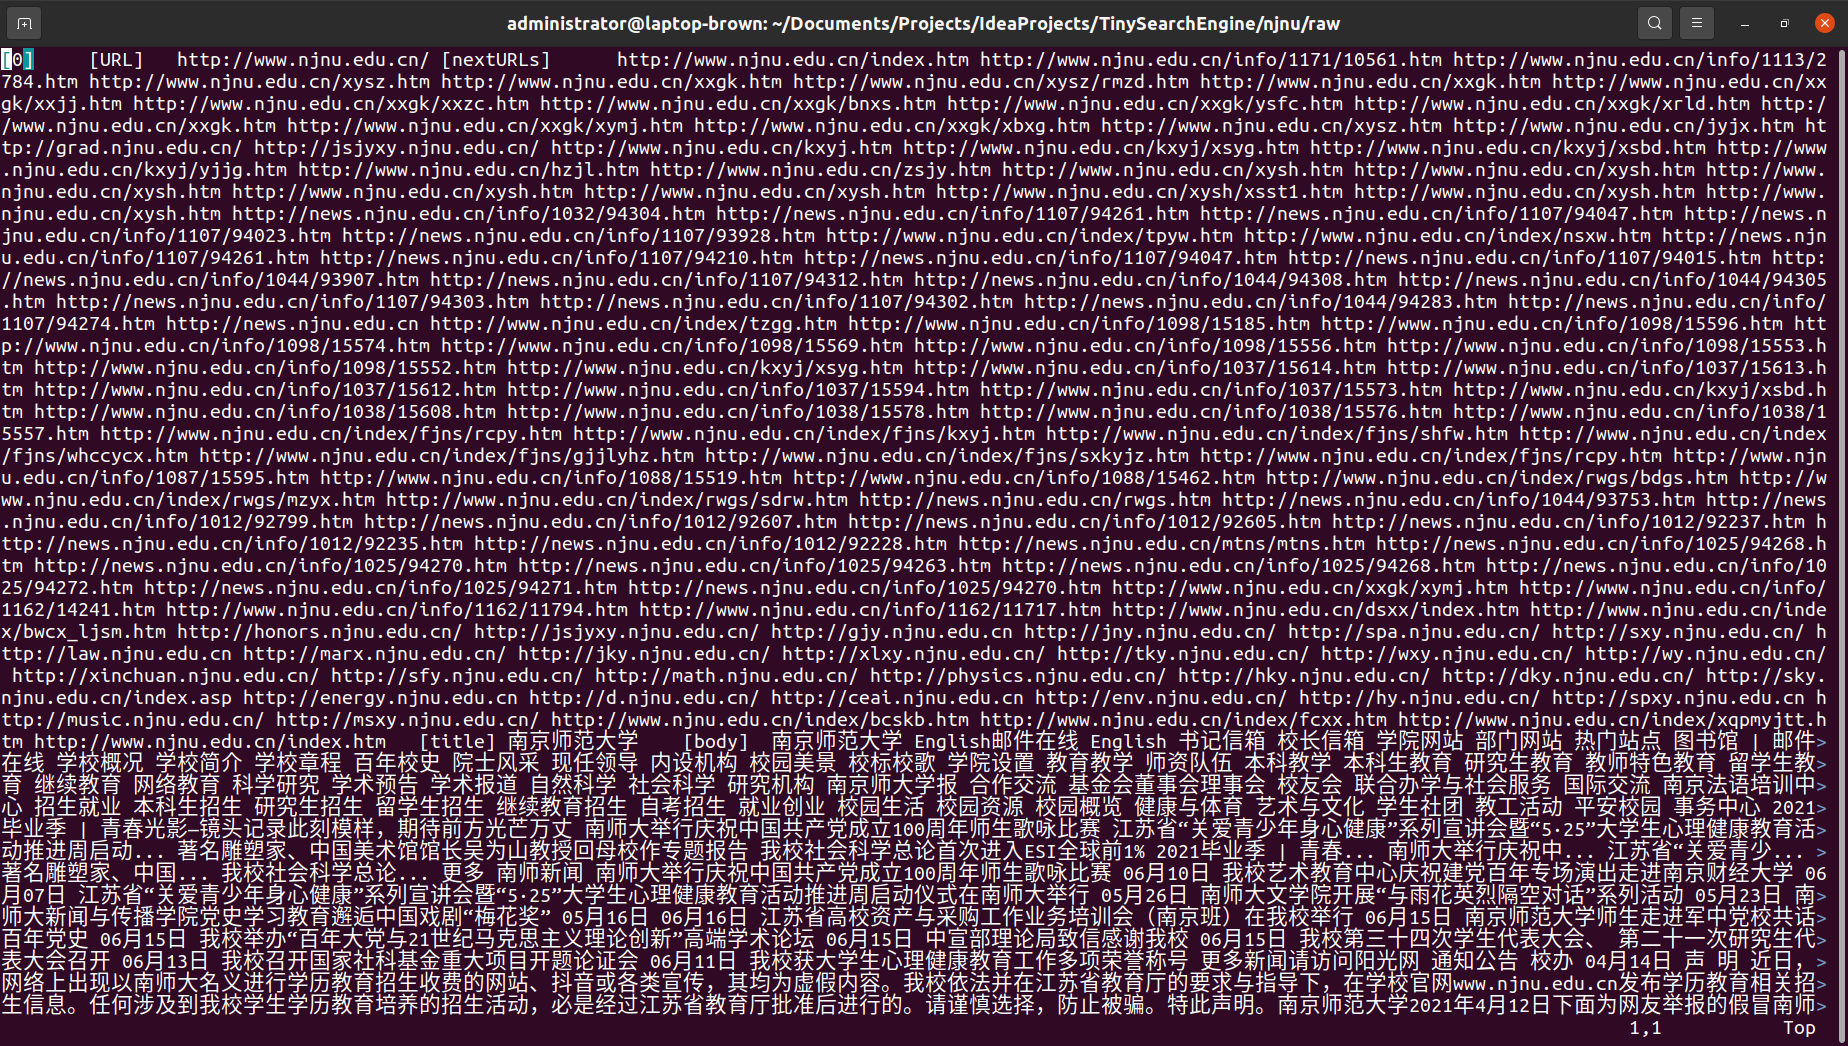 administrator@laptop-brown: ~/Documents/Projects/IdeaProjects/TinySearchEngine/njnu/raw
[0]     [URL]   http://www.njnu.edu.cn/ [nextURLs]      http://www.njnu.edu.cn/index.htm http://www.njnu.edu.cn/info/1171/10561.htm http://www.njnu.edu.cn/info/1113/2
784.htm http://www.njnu.edu.cn/xysz.htm http://www.njnu.edu.cn/xxgk.htm http://www.njnu.edu.cn/xysz/rmzd.htm http://www.njnu.edu.cn/xxgk.htm http://www.njnu.edu.cn/xx
gk/xxjj.htm http://www.njnu.edu.cn/xxgk/xxzc.htm http://www.njnu.edu.cn/xxgk/bnxs.htm http://www.njnu.edu.cn/xxgk/ysfc.htm http://www.njnu.edu.cn/xxgk/xrld.htm http:/
/www.njnu.edu.cn/xxgk.htm http://www.njnu.edu.cn/xxgk/xymj.htm http://www.njnu.edu.cn/xxgk/xbxg.htm http://www.njnu.edu.cn/xysz.htm http://www.njnu.edu.cn/jyjx.htm ht
tp://grad.njnu.edu.cn/ http://jsjyxy.njnu.edu.cn/ http://www.njnu.edu.cn/kxyj.htm http://www.njnu.edu.cn/kxyj/xsyg.htm http://www.njnu.edu.cn/kxyj/xsbd.htm http://www
.njnu.edu.cn/kxyj/yjjg.htm http://www.njnu.edu.cn/hzjl.htm http://www.njnu.edu.cn/zsjy.htm http://www.njnu.edu.cn/xysh.htm http://www.njnu.edu.cn/xysh.htm http://www.
njnu.edu.cn/xysh.htm http://www.njnu.edu.cn/xysh.htm http://www.njnu.edu.cn/xysh.htm http://www.njnu.edu.cn/xysh/xsst1.htm http://www.njnu.edu.cn/xysh.htm http://www.
njnu.edu.cn/xysh.htm http://news.njnu.edu.cn/info/1032/94304.htm http://news.njnu.edu.cn/info/1107/94261.htm http://news.njnu.edu.cn/info/1107/94047.htm http://news.n
jnu.edu.cn/info/1107/94023.htm http://news.njnu.edu.cn/info/1107/93928.htm http://www.njnu.edu.cn/index/tpyw.htm http://www.njnu.edu.cn/index/nsxw.htm http://news.njn
u.edu.cn/info/1107/94261.htm http://news.njnu.edu.cn/info/1107/94210.htm http://news.njnu.edu.cn/info/1107/94047.htm http://news.njnu.edu.cn/info/1107/94015.htm http:
//news.njnu.edu.cn/info/1044/93907.htm http://news.njnu.edu.cn/info/1107/94312.htm http://news.njnu.edu.cn/info/1044/94308.htm http://news.njnu.edu.cn/info/1044/94305
.htm http://news.njnu.edu.cn/info/1107/94303.htm http://news.njnu.edu.cn/info/1107/94302.htm http://news.njnu.edu.cn/info/1044/94283.htm http://news.njnu.edu.cn/info/
1107/94274.htm http://news.njnu.edu.cn http://www.njnu.edu.cn/index/tzgg.htm http://www.njnu.edu.cn/info/1098/15185.htm http://www.njnu.edu.cn/info/1098/15596.htm htt
p://www.njnu.edu.cn/info/1098/15574.htm http://www.njnu.edu.cn/info/1098/15569.htm http://www.njnu.edu.cn/info/1098/15556.htm http://www.njnu.edu.cn/info/1098/15553.h
tm http://www.njnu.edu.cn/info/1098/15552.htm http://www.njnu.edu.cn/kxyj/xsyg.htm http://www.njnu.edu.cn/info/1037/15614.htm http://www.njnu.edu.cn/info/1037/15613.h
tm http://www.njnu.edu.cn/info/1037/15612.htm http://www.njnu.edu.cn/info/1037/15594.htm http://www.njnu.edu.cn/info/1037/15573.htm http://www.njnu.edu.cn/kxyj/xsbd.h
tm http://www.njnu.edu.cn/info/1038/15608.htm http://www.njnu.edu.cn/info/1038/15578.htm http://www.njnu.edu.cn/info/1038/15576.htm http://www.njnu.edu.cn/info/1038/1
5557.htm http://www.njnu.edu.cn/index/fjns/rcpy.htm http://www.njnu.edu.cn/index/fjns/kxyj.htm http://www.njnu.edu.cn/index/fjns/shfw.htm http://www.njnu.edu.cn/index
/fjns/whccycx.htm http://www.njnu.edu.cn/index/fjns/gjjlyhz.htm http://www.njnu.edu.cn/index/fjns/sxkyjz.htm http://www.njnu.edu.cn/index/fjns/rcpy.htm http://www.njn
u.edu.cn/info/1087/15595.htm http://www.njnu.edu.cn/info/1088/15519.htm http://www.njnu.edu.cn/info/1088/15462.htm http://www.njnu.edu.cn/index/rwgs/bdgs.htm http://w
ww.njnu.edu.cn/index/rwgs/mzyx.htm http://www.njnu.edu.cn/index/rwgs/sdrw.htm http://news.njnu.edu.cn/rwgs.htm http://news.njnu.edu.cn/info/1044/93753.htm http://news
.njnu.edu.cn/info/1012/92799.htm http://news.njnu.edu.cn/info/1012/92607.htm http://news.njnu.edu.cn/info/1012/92605.htm http://news.njnu.edu.cn/info/1012/92237.htm h
ttp://news.njnu.edu.cn/info/1012/92235.htm http://news.njnu.edu.cn/info/1012/92228.htm http://news.njnu.edu.cn/mtns/mtns.htm http://news.njnu.edu.cn/info/1025/94268.h
tm http://news.njnu.edu.cn/info/1025/94270.htm http://news.njnu.edu.cn/info/1025/94263.htm http://news.njnu.edu.cn/info/1025/94268.htm http://news.njnu.edu.cn/info/10
25/94272.htm http://news.njnu.edu.cn/info/1025/94271.htm http://news.njnu.edu.cn/info/1025/94270.htm http://www.njnu.edu.cn/xxgk/xymj.htm http://www.njnu.edu.cn/info/
1162/14241.htm http://www.njnu.edu.cn/info/1162/11794.htm http://www.njnu.edu.cn/info/1162/11717.htm http://www.njnu.edu.cn/dsxx/index.htm http://www.njnu.edu.cn/inde
x/bwcx_ljsm.htm http://honors.njnu.edu.cn/ http://jsjyxy.njnu.edu.cn/ http://gjy.njnu.edu.cn http://jny.njnu.edu.cn/ http://spa.njnu.edu.cn/ http://sxy.njnu.edu.cn/ h
ttp://law.njnu.edu.cn http://marx.njnu.edu.cn/ http://jky.njnu.edu.cn/ http://xlxy.njnu.edu.cn/ http://tky.njnu.edu.cn/ http://wxy.njnu.edu.cn/ http://wy.njnu.edu.cn/
 http://xinchuan.njnu.edu.cn/ http://sfy.njnu.edu.cn/ http://math.njnu.edu.cn/ http://physics.njnu.edu.cn/ http://hky.njnu.edu.cn/ http://dky.njnu.edu.cn/ http://sky.
njnu.edu.cn/index.asp http://energy.njnu.edu.cn http://d.njnu.edu.cn/ http://ceai.njnu.edu.cn http://env.njnu.edu.cn/ http://hy.njnu.edu.cn/ http://spxy.njnu.edu.cn h
ttp://music.njnu.edu.cn/ http://msxy.njnu.edu.cn/ http://www.njnu.edu.cn/index/bcskb.htm http://www.njnu.edu.cn/index/fcxx.htm http://www.njnu.edu.cn/index/xqpmyjtt.h
tm http://www.njnu.edu.cn/index.htm   [title] 南京师范大学    [body]  南京师范大学 English邮件在线 English 书记信箱 校长信箱 学院网站 部门网站 热门站点 图书馆 | 邮件>
在线 学校概况 学校简介 学校章程 百年校史 院士风采 现任领导 内设机构 校园美景 校标校歌 学院设置 教育教学 师资队伍 本科教学 本科生教育 研究生教育 教师特色教育 留学生教>
育 继续教育 网络教育 科学研究 学术预告 学术报道 自然科学 社会科学 研究机构 南京师大学报 合作交流 基金会董事会理事会 校友会 联合办学与社会服务 国际交流 南京法语培训中>
心 招生就业 本科生招生 研究生招生 留学生招生 继续教育招生 自考招生 就业创业 校园生活 校园资源 校园概览 健康与体育 艺术与文化 学生社团 教工活动 平安校园 事务中心 2021>
毕业季 | 青春光影—镜头记录此刻模样，期待前方光芒万丈 南师大举行庆祝中国共产党成立100周年师生歌咏比赛 江苏省“关爱青少年身心健康”系列宣讲会暨“5·25”大学生心理健康教育活>
动推进周启动... 著名雕塑家、中国美术馆馆长吴为山教授回母校作专题报告 我校社会科学总论首次进入ESI全球前1% 2021毕业季 | 青春... 南师大举行庆祝中... 江苏省“关爱青少... >
著名雕塑家、中国... 我校社会科学总论... 更多 南师新闻 南师大举行庆祝中国共产党成立100周年师生歌咏比赛 06月10日 我校艺术教育中心庆祝建党百年专场演出走进南京财经大学 06>
月07日 江苏省“关爱青少年身心健康”系列宣讲会暨“5·25”大学生心理健康教育活动推进周启动仪式在南师大举行 05月26日 南师大文学院开展“与雨花英烈隔空对话”系列活动 05月23日 南>
师大新闻与传播学院党史学习教育邂逅中国戏剧“梅花奖” 05月16日 06月16日 江苏省高校资产与采购工作业务培训会（南京班）在我校举行 06月15日 南京师范大学师生走进军中党校共话>
百年党史 06月15日 我校举办“百年大党与21世纪马克思主义理论创新”高端学术论坛 06月15日 中宣部理论局致信感谢我校 06月15日 我校第三十四次学生代表大会、 第二十一次研究生代>
表大会召开 06月13日 我校召开国家社科基金重大项目开题论证会 06月11日 我校获大学生心理健康教育工作多项荣誉称号 更多新闻请访问阳光网 通知公告 校办 04月14日 声 明 近日，>
网络上出现以南师大名义进行学历教育招生收费的网站、抖音或各类宣传，其均为虚假内容。我校依法并在江苏省教育厅的要求与指导下，在学校官网www.njnu.edu.cn发布学历教育相关招>
生信息。任何涉及到我校学生学历教育培养的招生活动，必是经过江苏省教育厅批准后进行的。请谨慎选择，防止被骗。特此声明。南京师范大学2021年4月12日下面为网友举报的假冒南师>
1,1           Top